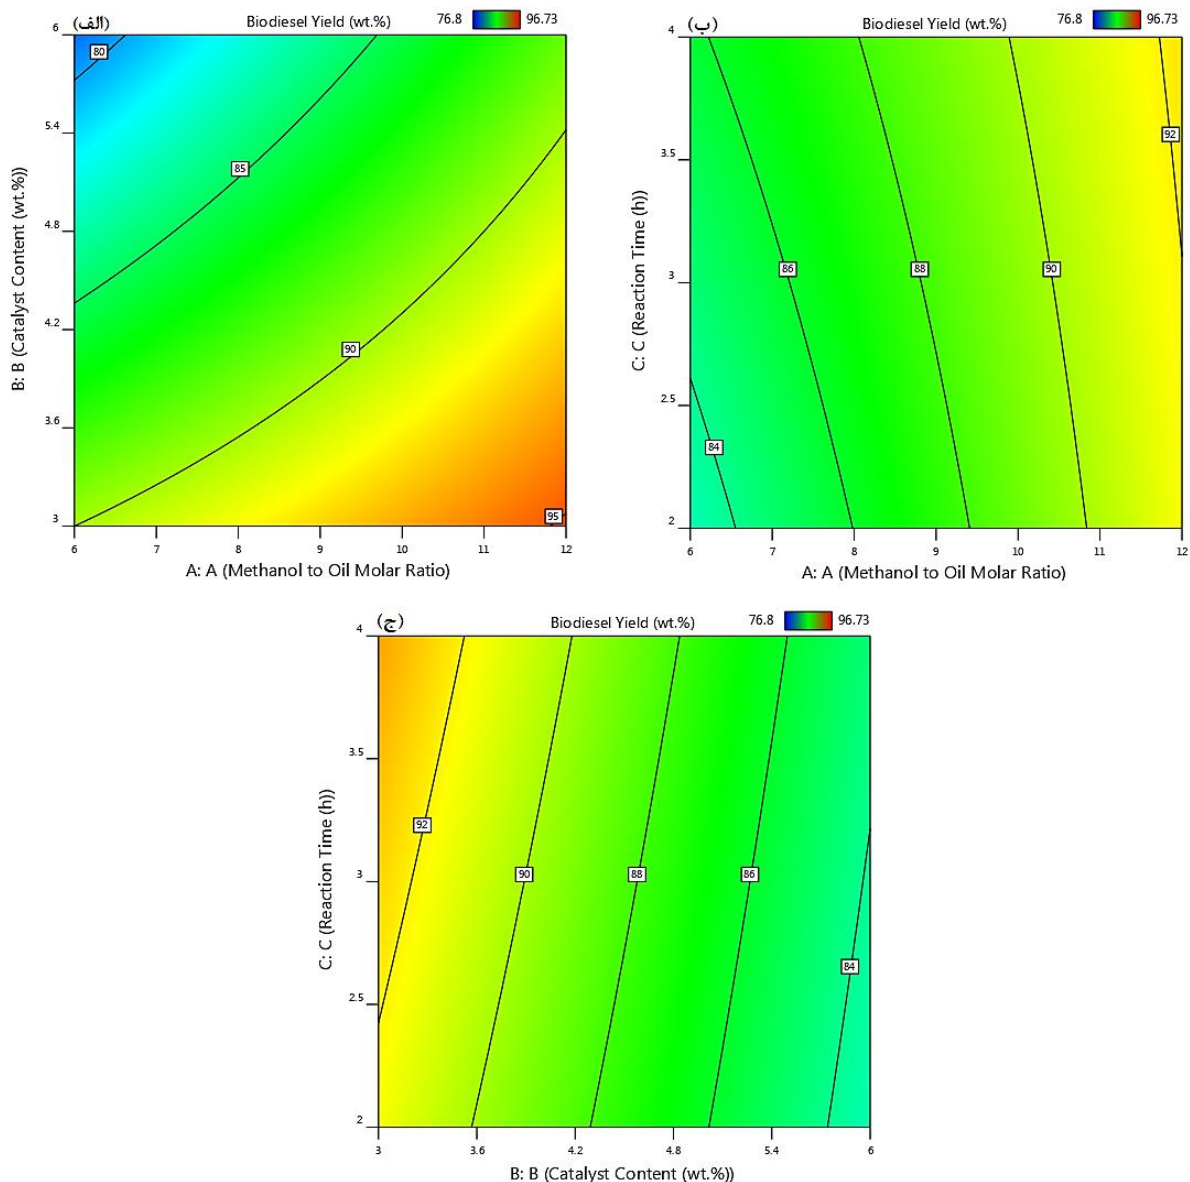 (الف) Biodiesel Yield (wt.%) 76.8 96.73
6
5.4
4.8
4.2
3.6
3
B: B (Catalyst Content (wt.%))
80
85
90
95
6 7 8 9 10 11 12
A: A (Methanol to Oil Molar Ratio)
(ب) Biodiesel Yield (wt.%) 76.8 96.73
4
3.5
3
2.5
2
C: C (Reaction Time (h))
92
86 88 90
84
6 7 8 9 10 11 12
A: A (Methanol to Oil Molar Ratio)
(ج) Biodiesel Yield (wt.%) 76.8 96.73
4
3.5
3
2.5
2
C: C (Reaction Time (h))
92
90 88 86
84
3 3.6 4.2 4.8 5.4 6
B: B (Catalyst Content (wt.%))